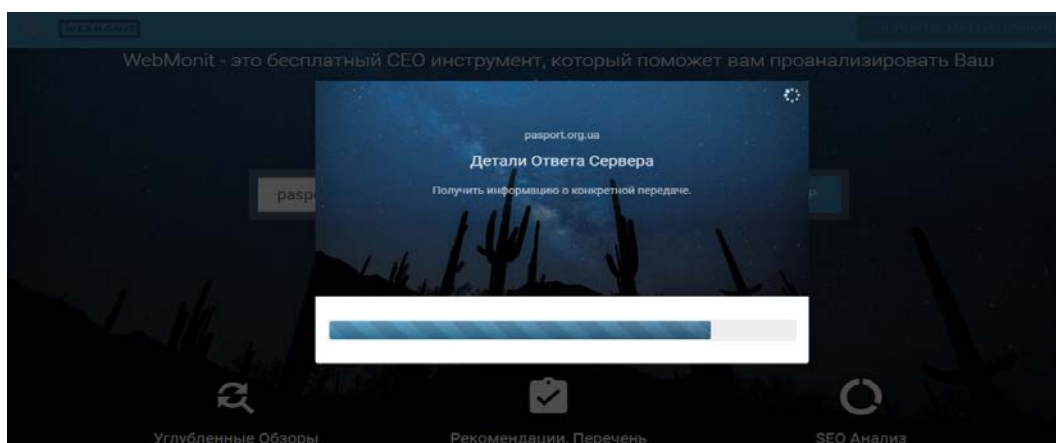 WEBMONIT
WebMonit - это бесплатный СЕО инструмент, который поможет вам проанализировать Ваш
pasport.org.ua
Детали Ответа Сервера
Получить информацию о конкретной передаче.
pasp
Р
Углубленные Обзоры
Рекомендации, Перечень
SEO Анализ